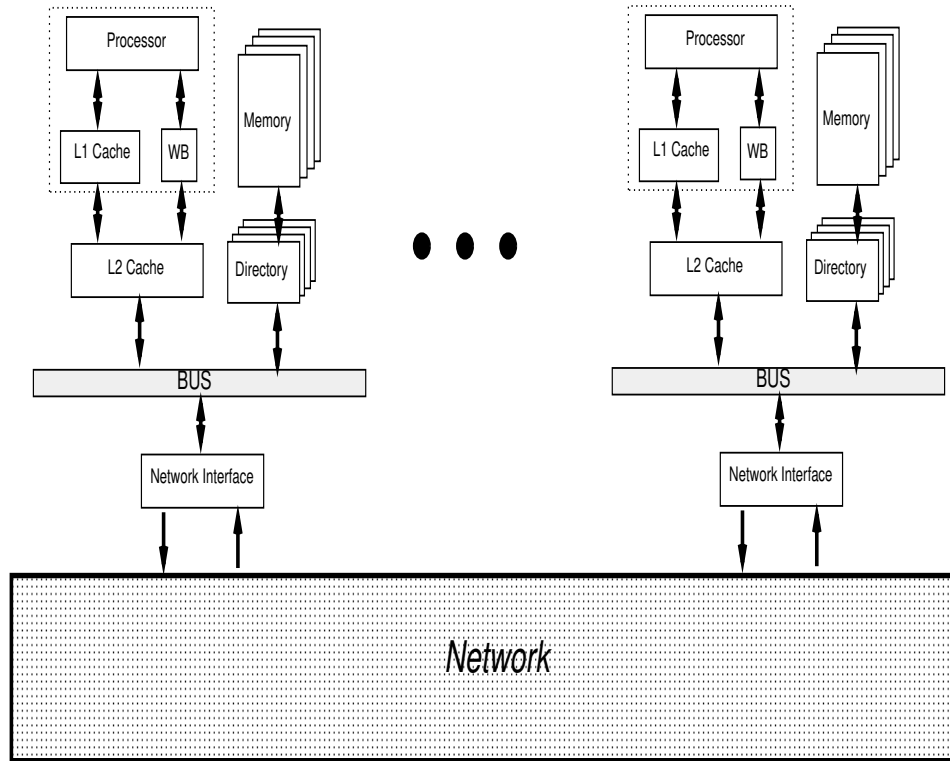 Processor
Memory
L1 Cache
WB
L2 Cache
Directory
BUS
Network Interface
Processor
Memory
L1 Cache
WB
L2 Cache
Directory
BUS
Network Interface
Network